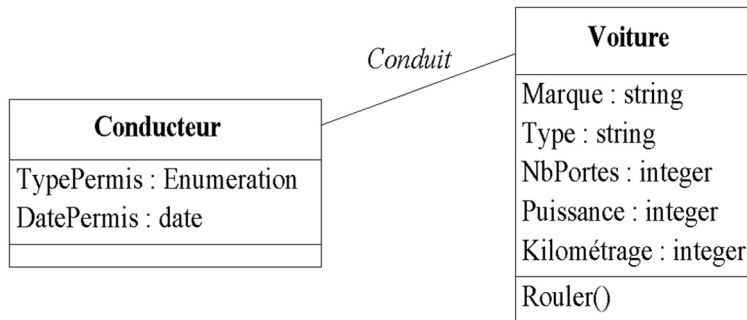 Conducteur
TypePermis : Enumeration
DatePermis : date
Conduit
Voiture
Marque : string
Type : string
NbPortes : integer
Puissance : integer
Kilométrage : integer
Rouler()